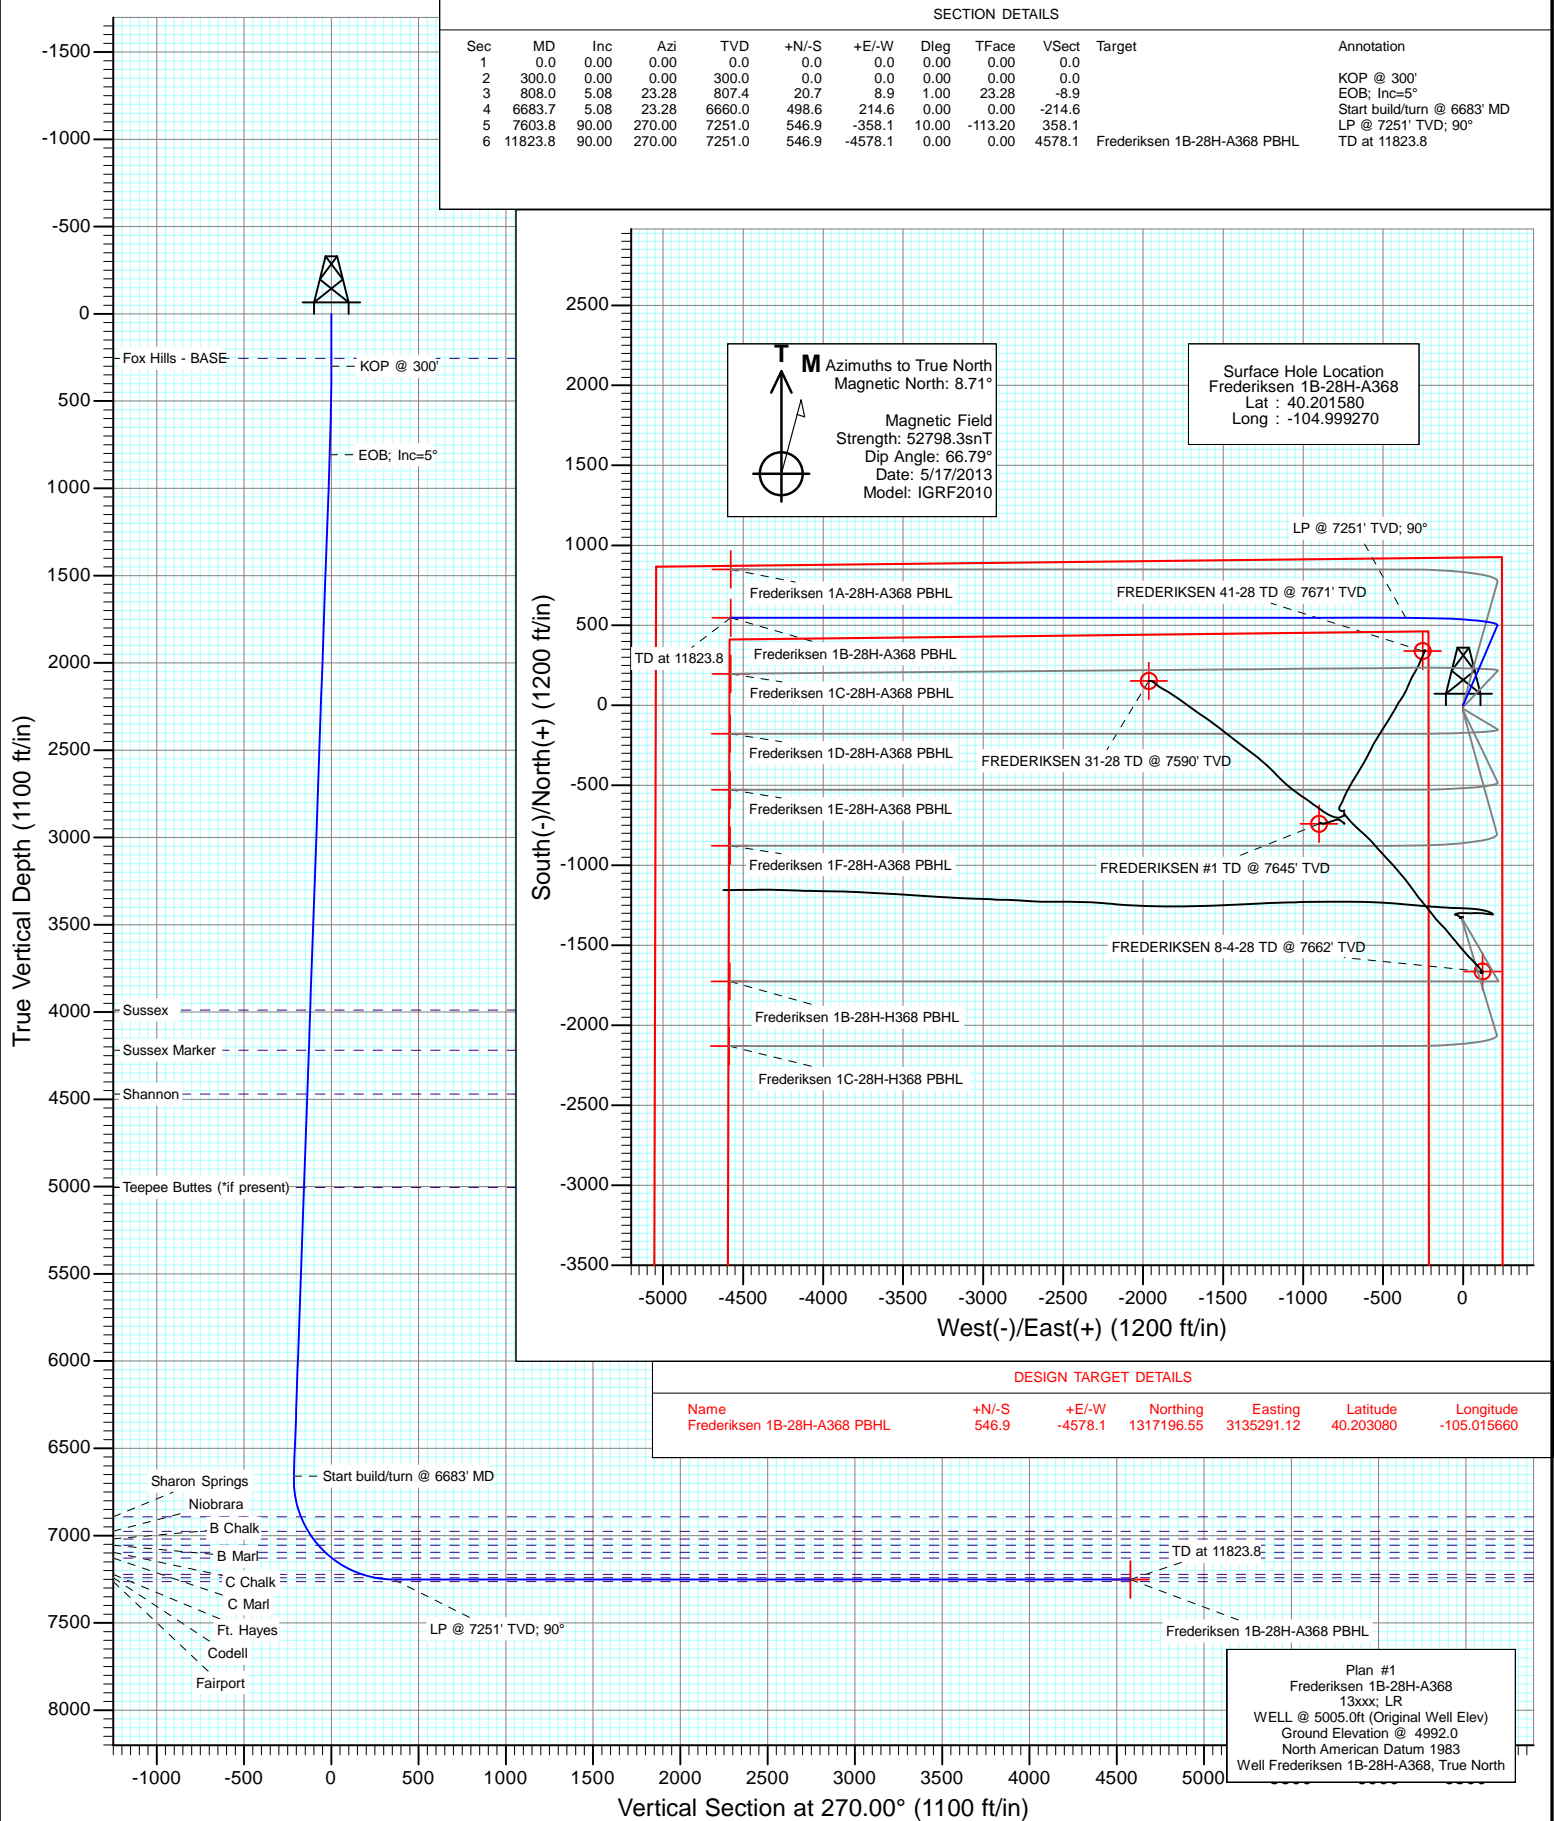 SECTION DETAILS
Sec MD Inc Azi TVD +N/-S +E/-W Dleg TFace VSect Target Annotation
1 0.0 0.00 0.00 0.0 0.0 0.0 0.00 0.00 0.0
2 300.0 0.00 0.00 300.0 0.0 0.0 0.00 0.00 0.0 KOP @ 300'
3 808.0 5.08 23.28 807.4 20.7 8.9 1.00 23.28 -8.9 EOB; Inc=5°
4 6683.7 5.08 23.28 6660.0 498.6 214.6 0.00 0.00 -214.6 Start build/turn @ 6683' MD
5 7603.8 90.00 270.00 7251.0 546.9 -358.1 10.00 -113.20 358.1 LP @ 7251' TVD; 90°
6 11823.8 90.00 270.00 7251.0 546.9 -4578.1 0.00 0.00 4578.1 Frederiksen 1B-28H-A368 PBHL TD at 11823.8
True Vertical Depth (1100 ft/in)
-1500
-1000
-500
0
500
1000
1500
2000
2500
3000
3500
4000
4500
5000
5500
6000
6500
7000
7500
8000
Fox Hills - BASE
KOP @ 300'
EOB; Inc=5°
Sussex
Sussex Marker
Shannon
Teepee Buttes (*if present)
Start build/turn @ 6683' MD
Sharon Springs
Niobrara
B Chalk
B Marl
C Chalk
C Marl
Ft. Hayes
Codell
Fairport
LP @ 7251' TVD; 90°
TD at 11823.8
Frederiksen 1B-28H-A368 PBHL
-1000 -500 0 500 1000 1500 2000 2500 3000 3500 4000 4500 5000
Vertical Section at 270.00° (1100 ft/in)
South(-)/North(+) (1200 ft/in)
2500
2000
1500
1000
500
0
-500
-1000
-1500
-2000
-2500
-3000
-3500
T M
Azimuths to True North
Magnetic North: 8.71°
Magnetic Field
Strength: 52798.3snT
Dip Angle: 66.79°
Date: 5/17/2013
Model: IGRF2010
Surface Hole Location
Frederiksen 1B-28H-A368
Lat : 40.201580
Long : -104.999270
LP @ 7251' TVD; 90°
Frederiksen 1A-28H-A368 PBHL
FREDERIKSEN 41-28 TD @ 7671' TVD
TD at 11823.8
Frederiksen 1B-28H-A368 PBHL
Frederiksen 1C-28H-A368 PBHL
Frederiksen 1D-28H-A368 PBHL
FREDERIKSEN 31-28 TD @ 7590' TVD
Frederiksen 1E-28H-A368 PBHL
Frederiksen 1F-28H-A368 PBHL
FREDERIKSEN #1 TD @ 7645' TVD
FREDERIKSEN 8-4-28 TD @ 7662' TVD
Frederiksen 1B-28H-H368 PBHL
Frederiksen 1C-28H-H368 PBHL
-5000 -4500 -4000 -3500 -3000 -2500 -2000 -1500 -1000 -500 0
West(-)/East(+) (1200 ft/in)
DESIGN TARGET DETAILS
Name +N/-S +E/-W Northing Easting Latitude Longitude
Frederiksen 1B-28H-A368 PBHL 546.9 -4578.1 1317196.55 3135291.12 40.203080 -105.015660
Plan #1
Frederiksen 1B-28H-A368
13xxx; LR
WELL @ 5005.0ft (Original Well Elev)
Ground Elevation @ 4992.0
North American Datum 1983
Well Frederiksen 1B-28H-A368, True North